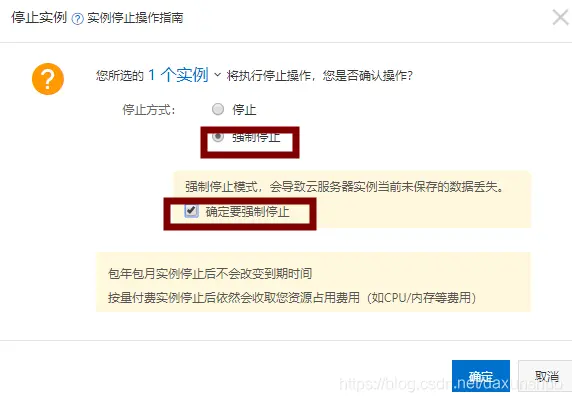 停止实例 ? 实例停止操作指南
?
您所选的 1 个实例 将执行停止操作，您是否确认操作?
停止方式: 停止
强制停止
强制停止模式，会导致云服务器实例当前未保存的数据丢失。
确定要强制停止
包年包月实例停止后不会改变到期时间
按量付费实例停止后依然会收取您资源占用费用（如CPU/内存等费用）
确定 取消